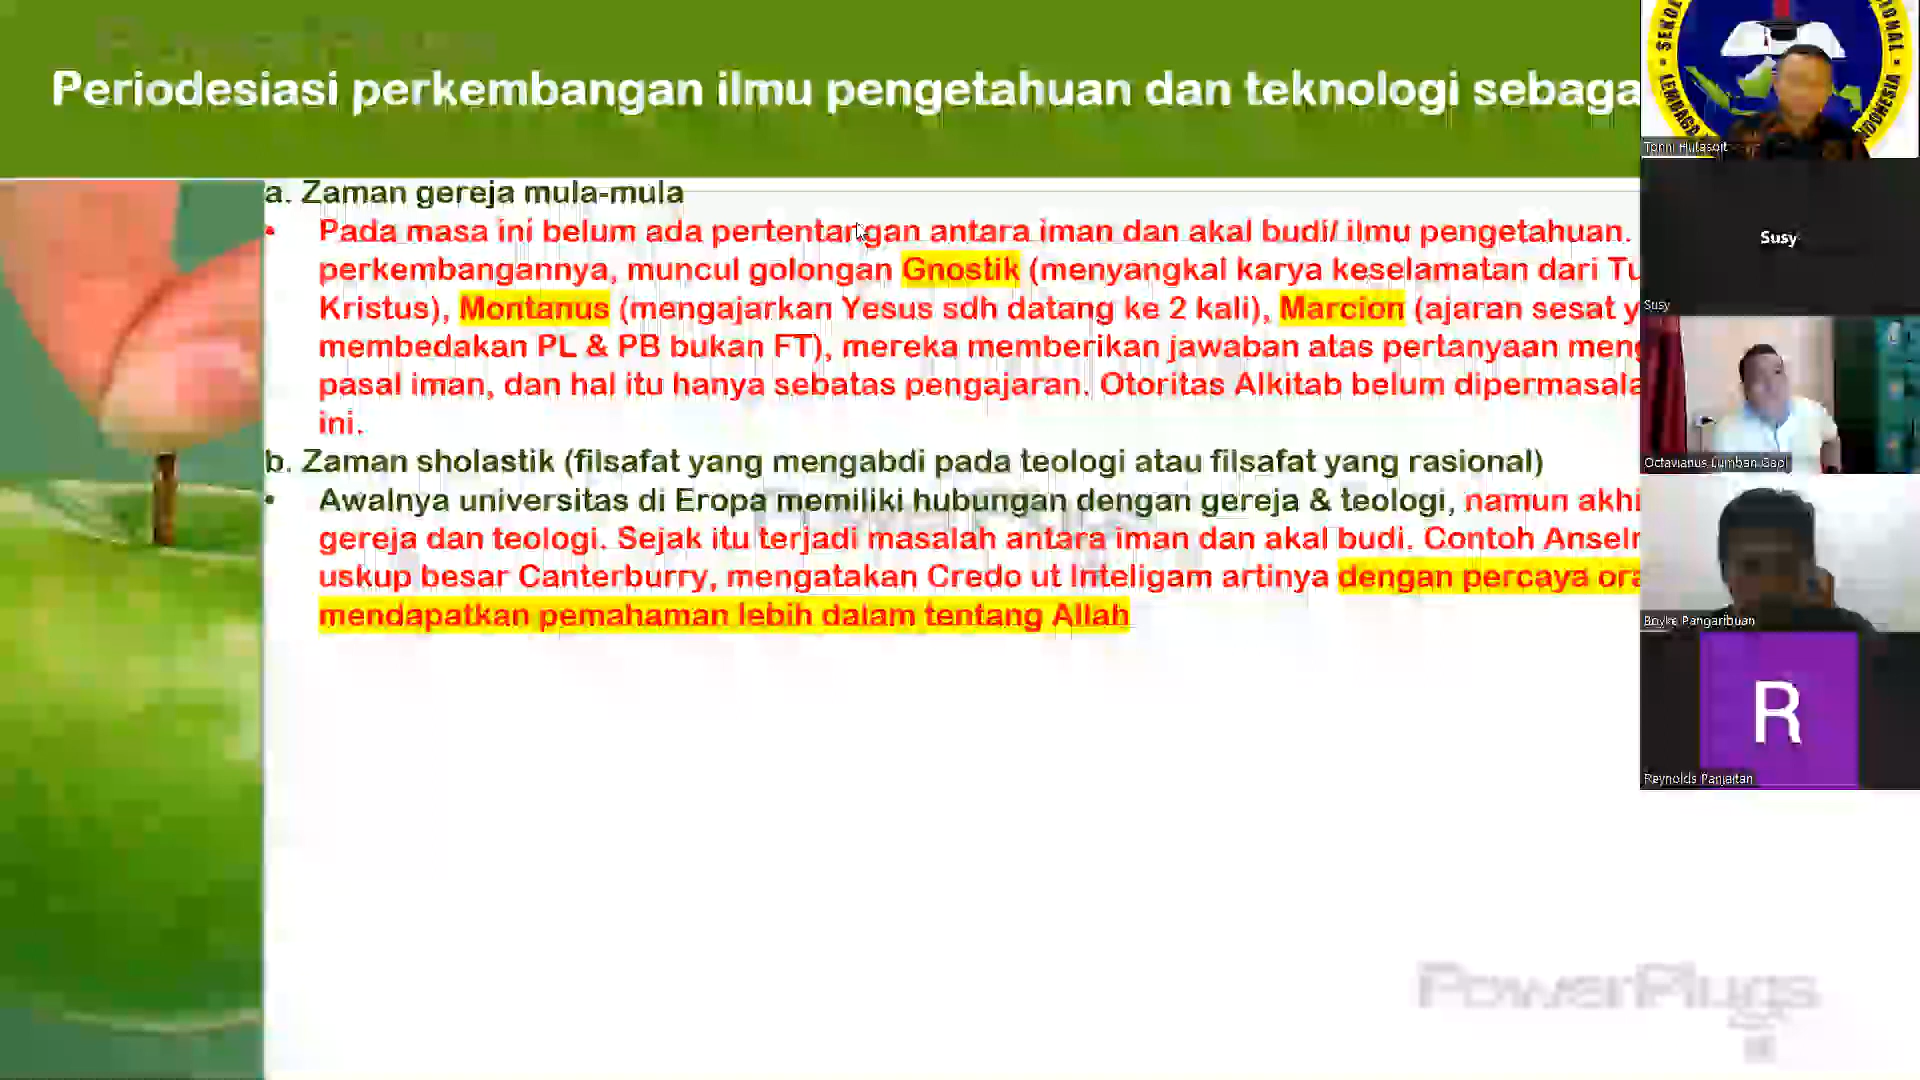 Periodesiasi perkembangan ilmu pengetahuan dan teknologi sebaga
a. Zaman gereja mula-mula
• Pada masa ini belum ada pertentangan antara iman dan akal budi/ ilmu pengetahuan.
perkembangannya, muncul golongan Gnostik (menyangkal karya keselamatan dari Tu
Kristus), Montanus (mengajarkan Yesus sdh datang ke 2 kali), Marcion (ajaran sesat y
membedakan PL & PB bukan FT), mereka memberikan jawaban atas pertanyaan meng
pasal iman, dan hal itu hanya sebatas pengajaran. Otoritas Alkitab belum dipermasala
ini.
b. Zaman sholastik (filsafat yang mengabdi pada teologi atau filsafat yang rasional)
• Awalnya universitas di Eropa memiliki hubungan dengan gereja & teologi, namun akhi
gereja dan teologi. Sejak itu terjadi masalah antara iman dan akal budi. Contoh Anselm
uskup besar Canterburry, mengatakan Credo ut Inteligam artinya dengan percaya ora
mendapatkan pemahaman lebih dalam tentang Allah
PowerPlugs
SEKOL
IONAL
LEMBAGA
INDONESIA
Tonni Hutasoit
Susy
Susy
Octavianus Lumban Gaol
Boyke Pangaribuan
R
Reynolds Panjaitan